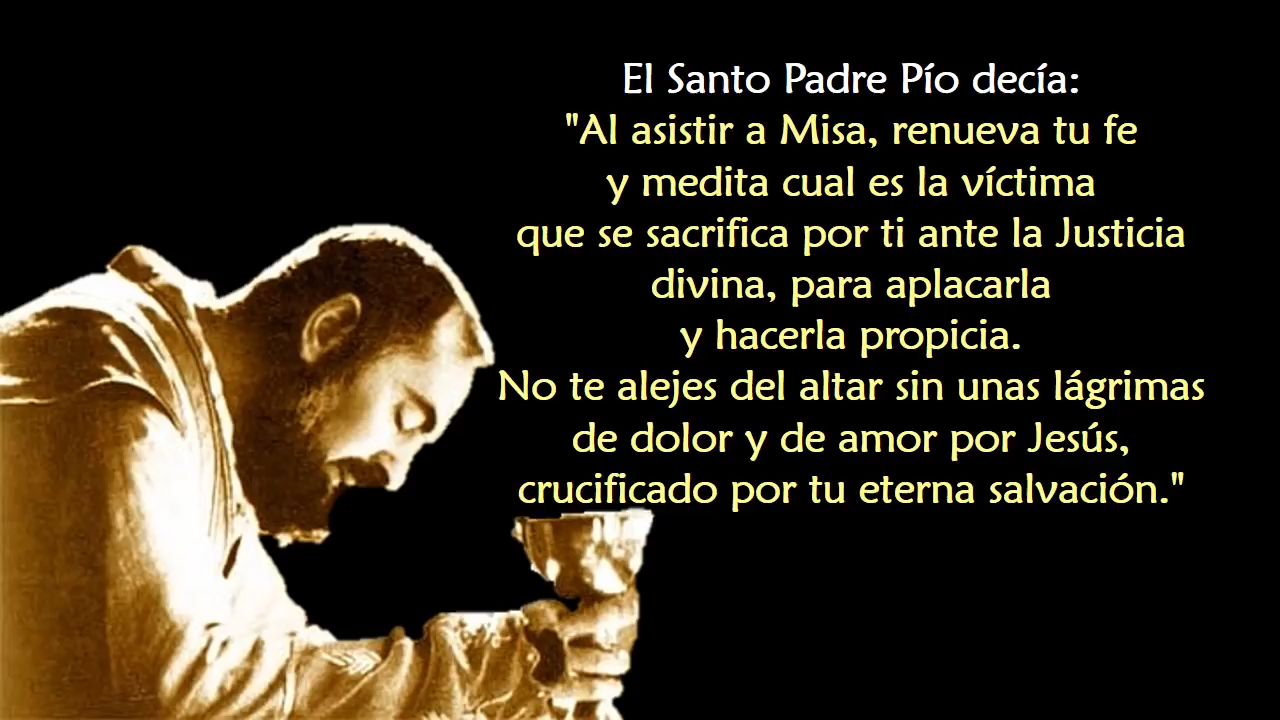 El Santo Padre Pío decía:
"Al asistir a Misa, renueva tu fe
y medita cual es la víctima
que se sacrifica por ti ante la Justicia
divina, para aplacarla
y hacerla propicia.
No te alejes del altar sin unas lágrimas
de dolor y de amor por Jesús,
crucificado por tu eterna salvación."